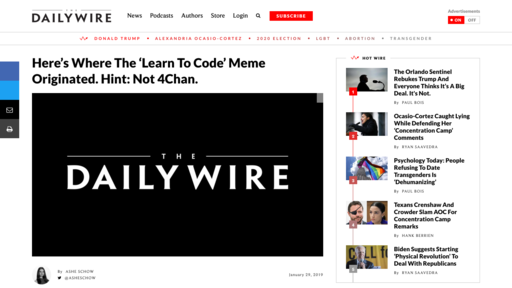 THE
DAILY WIRE
News Podcasts Authors Store Login
SUBSCRIBE
Advertisements
ON OFF
DONALD TRUMP • ALEXANDRIA OCASIO-CORTEZ • 2020 ELECTION • LGBT • ABORTION • TRANSGENDER
Here's Where The 'Learn To Code' Meme
Originated. Hint: Not 4Chan.
THE
DAILY WIRE
By ASHE SCHOW
@ASHESCHOW
January 29, 2019
HOT WIRE
1
The Orlando Sentinel
Rebukes Trump And
Everyone Thinks It's A Big
Deal. It's Not.
By PAUL BOIS
2
Ocasio-Cortez Caught Lying
While Defending Her
'Concentration Camp'
Comments
By RYAN SAAVEDRA
3
Psychology Today: People
Refusing To Date
Transgenders Is
'Dehumanizing'
By PAUL BOIS
4
Texans Crenshaw And
Crowder Slam AOC For
Concentration Camp
Remarks
By HANK BERRIEN
5
Biden Suggests Starting
'Physical Revolution' To
Deal With Republicans
By RYAN SAAVEDRA